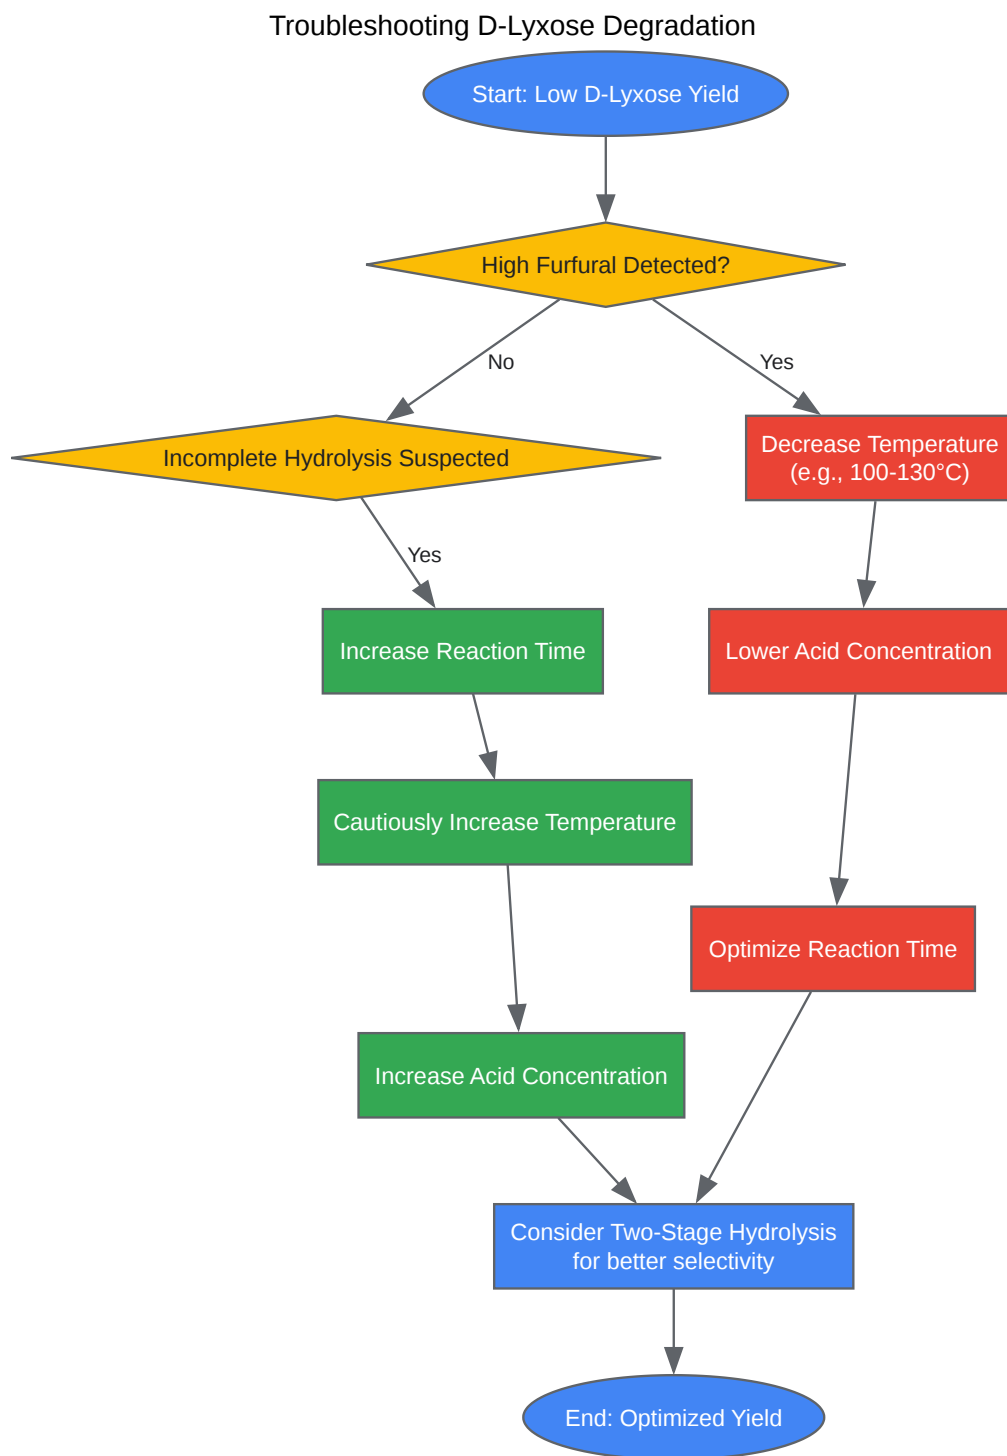 Troubleshooting D-Lyxose Degradation
Start: Low D-Lyxose Yield
High Furfural Detected?
No
Yes
Incomplete Hydrolysis Suspected
Decrease Temperature
(e.g., 100-130°C)
Yes
Increase Reaction Time
Lower Acid Concentration
Cautiously Increase Temperature
Optimize Reaction Time
Increase Acid Concentration
Consider Two-Stage Hydrolysis
for better selectivity
End: Optimized Yield